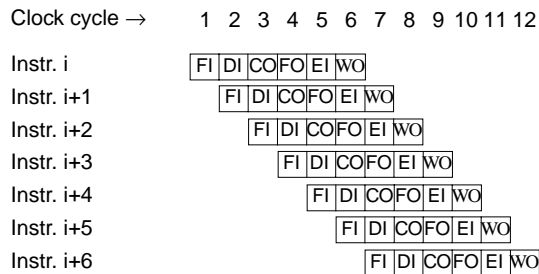 Clock cycle → 1 2 3 4 5 6 7 8 9 10 11 12
Instr. i FI DI CO FO EI WO
Instr. i+1 FI DI CO FO EI WO
Instr. i+2 FI DI CO FO EI WO
Instr. i+3 FI DI CO FO EI WO
Instr. i+4 FI DI CO FO EI WO
Instr. i+5 FI DI CO FO EI WO
Instr. i+6 FI DI CO FO EI WO